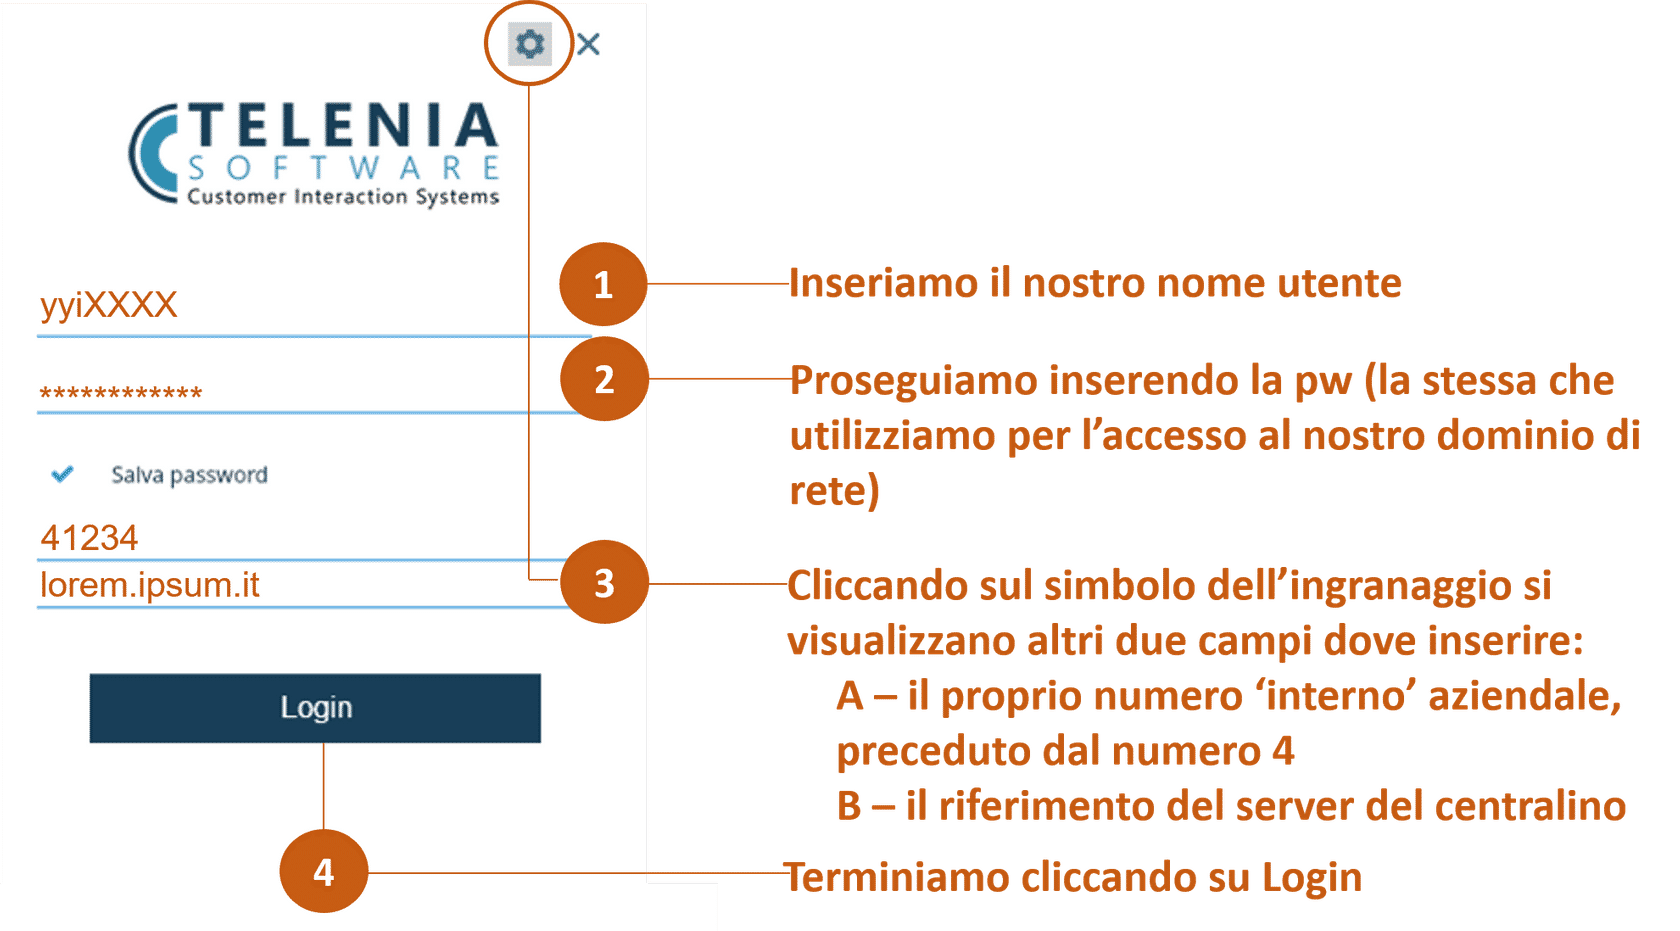 TELENIA
SOFTWARE
Customer Interaction Systems
yyiXXXX
************
Salva password
41234
lorem.ipsum.it
Login
1
Inseriamo il nostro nome utente
2
Proseguiamo inserendo la pw (la stessa che
utilizziamo per l’accesso al nostro dominio di
rete)
3
Cliccando sul simbolo dell’ingranaggio si
visualizzano altri due campi dove inserire:
A – il proprio numero ‘interno’ aziendale,
preceduto dal numero 4
B – il riferimento del server del centralino
4
Terminiamo cliccando su Login